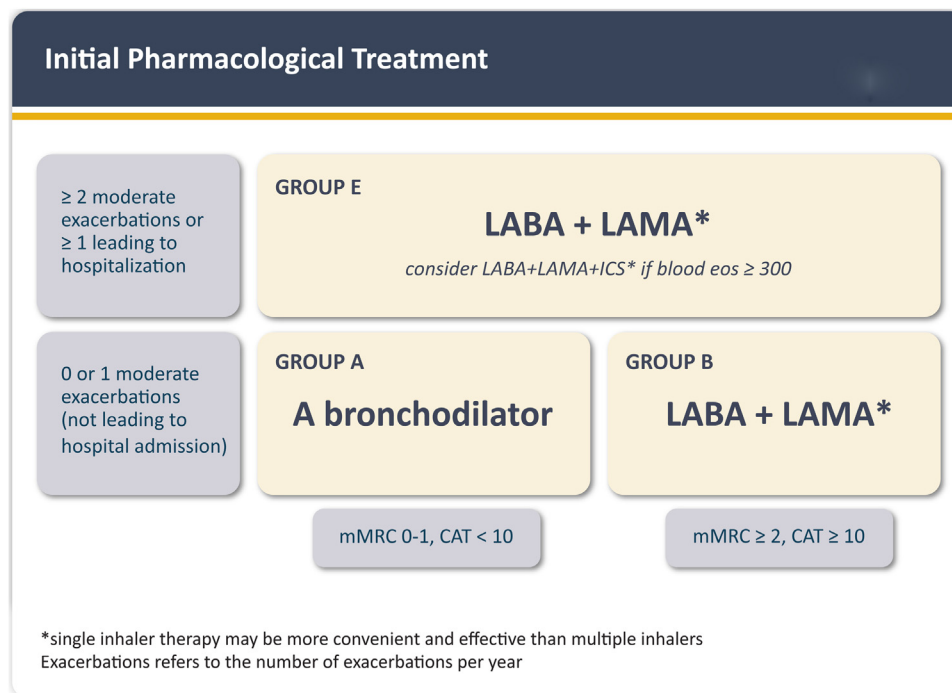 Initial Pharmacological Treatment
≥ 2 moderate
exacerbations or
≥ 1 leading to
hospitalization
GROUP E
LABA + LAMA*
consider LABA+LAMA+ICS* if blood eos ≥ 300
0 or 1 moderate
exacerbations
(not leading to
hospital admission)
GROUP A
A bronchodilator
GROUP B
LABA + LAMA*
mMRC 0-1, CAT < 10
mMRC ≥ 2, CAT ≥ 10
*single inhaler therapy may be more convenient and effective than multiple inhalers
Exacerbations refers to the number of exacerbations per year